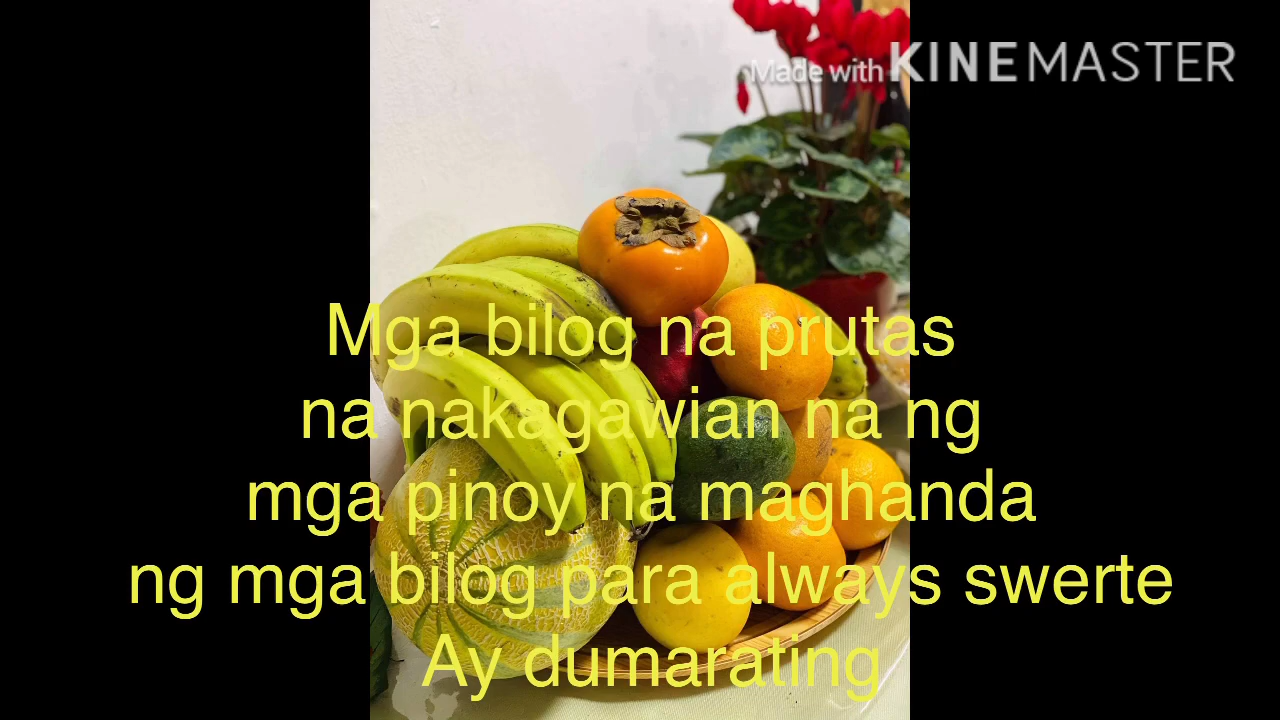 Made with KINEMASTER
Mga bilog na prutas
na nakagawian na ng
mga pinoy na maghanda
ng mga bilog para always swerte
Ay dumarating